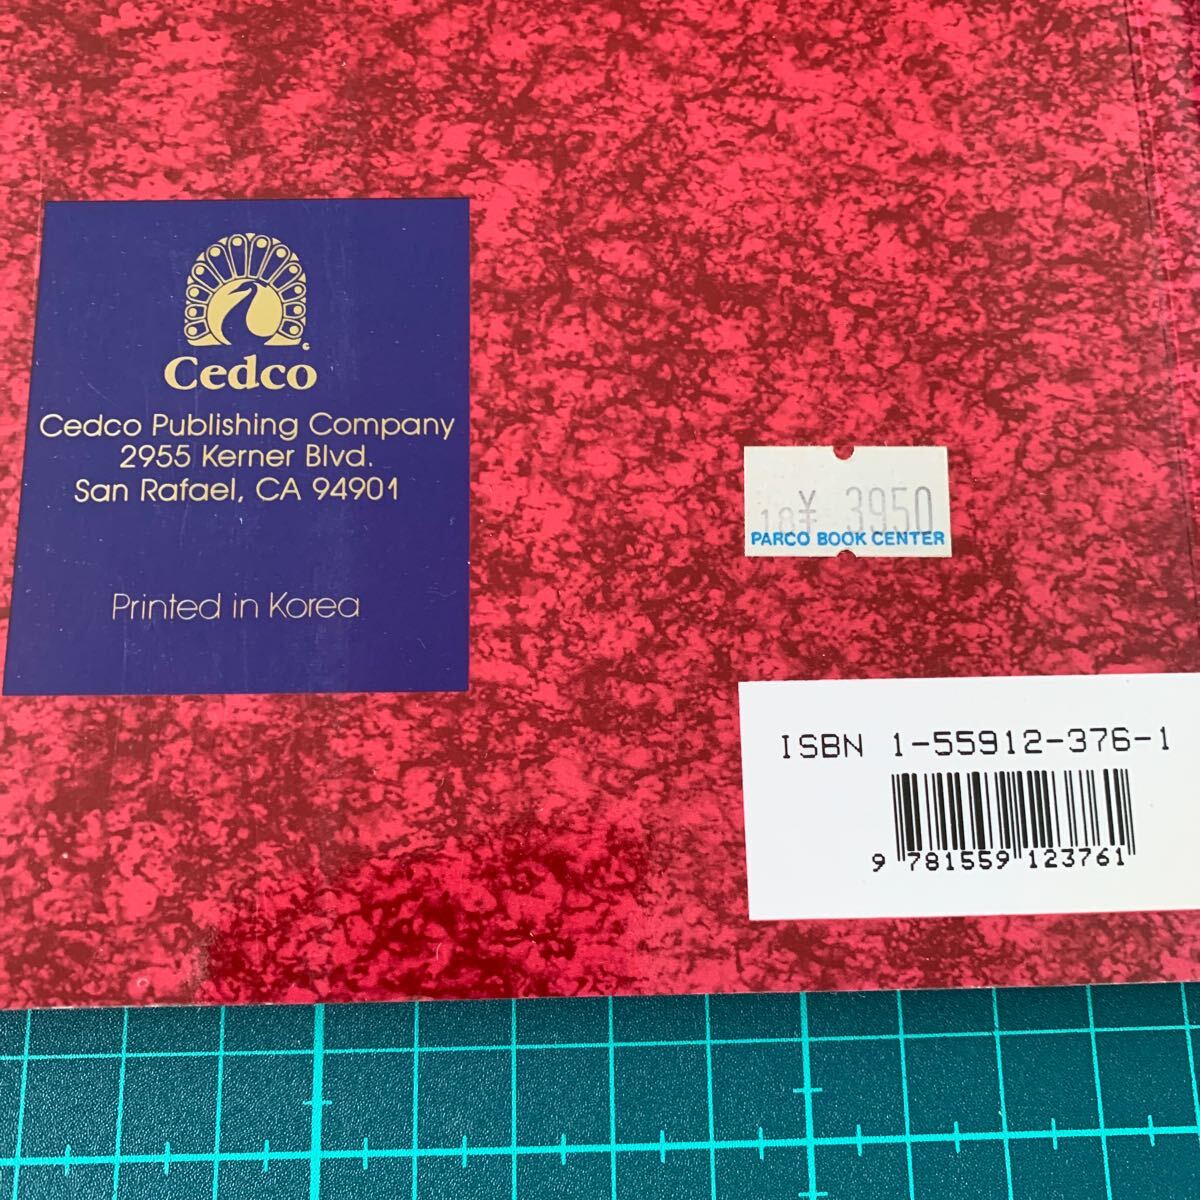 Cedco
Cedco Publishing Company
2955 Kerner Blvd.
San Rafael, CA 94901
Printed in Korea
18¥ 3950
PARCO BOOK CENTER
ISBN 1-55912-376-1
9 781559 123761